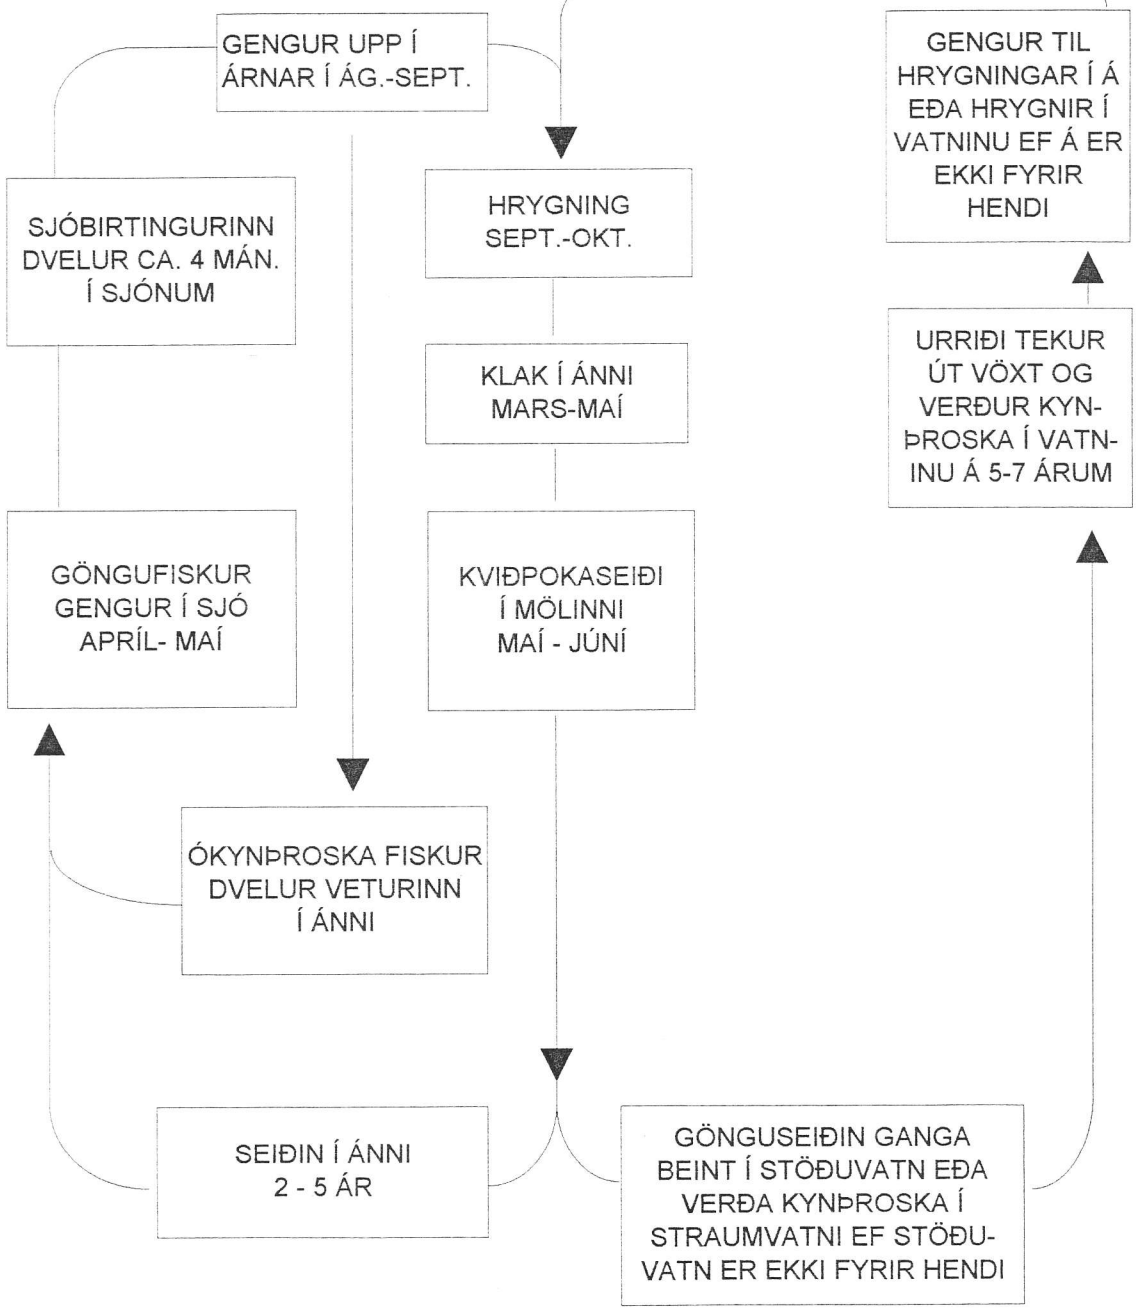 GENGUR UPP Í
ÁRNAR Í ÁG.-SEPT.
GENGUR TIL
HRYGNINGAR Í Á
EÐA HRYGNIR Í
VATNINU EF Á ER
EKKI FYRIR
HENDI
SJÓBIRTINGURINN
DVELUR CA. 4 MÁN.
Í SJÓNUM
HRYGNING
SEPT.-OKT.
URRIÐI TEKUR
ÚT VÖXT OG
VERÐUR KYN-
ÞROSKA Í VATN-
INU Á 5-7 ÁRUM
KLAK Í ÁNNI
MARS-MAÍ
GÖNGUFISKUR
GENGUR Í SJÓ
APRÍL- MAÍ
KVIÐPOKASEIÐI
Í MÖLINNI
MAÍ - JÚNÍ
ÓKYNÞROSKA FISKUR
DVELUR VETURINN
Í ÁNNI
SEIÐIN Í ÁNNI
2 - 5 ÁR
GÖNGUSEIÐIN GANGA
BEINT Í STÖÐUVATN EÐA
VERÐA KYNÞROSKA Í
STRAUMVATNI EF STÖÐU-
VATN ER EKKI FYRIR HENDI